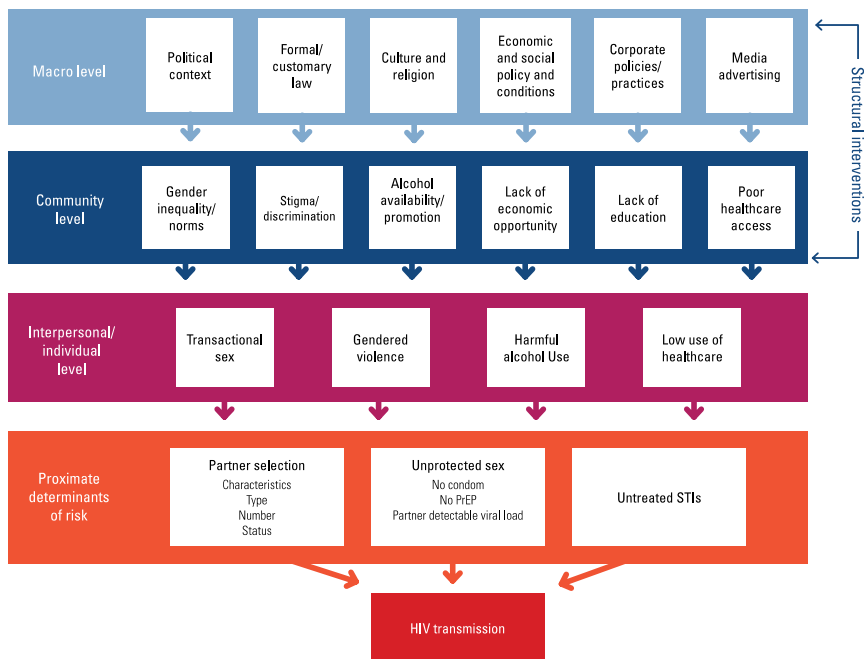 Macro level
Political
context
Formal/
customary
law
Culture and
religion
Economic
and social
policy and
conditions
Corporate
policies/
practices
Media
advertising
Structural interventions
Community
level
Gender
inequality/
norms
Stigma/
discrimination
Alcohol
availability/
promotion
Lack of
economic
opportunity
Lack of
education
Poor
healthcare
access
Interpersonal/
individual
level
Transactional
sex
Gendered
violence
Harmful
alcohol Use
Low use of
healthcare
Proximate
determinants
of risk
Partner selection
Characteristics
Type
Number
Status
Unprotected sex
No condom
No PrEP
Partner detectable viral load
Untreated STIs
HIV transmission